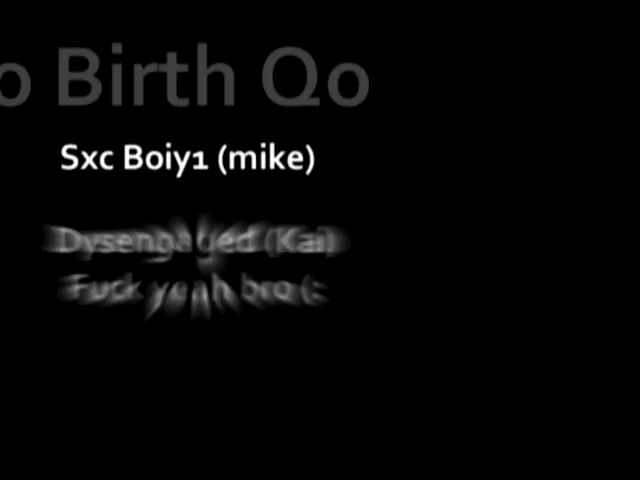 o Birth Qo
Sxc Boiy1 (mike)
Dysengaged (Kai)
Fuck yeah bro (: